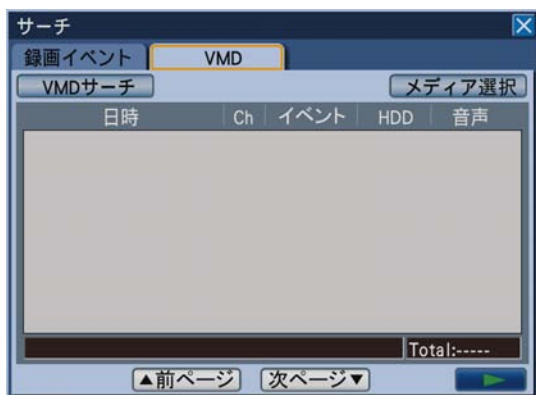 サーチ
録画イベント VMD
VMDサーチ メディア選択
日時 Ch イベント HDD 音声
Total:-----
▲前ページ 次ページ▼